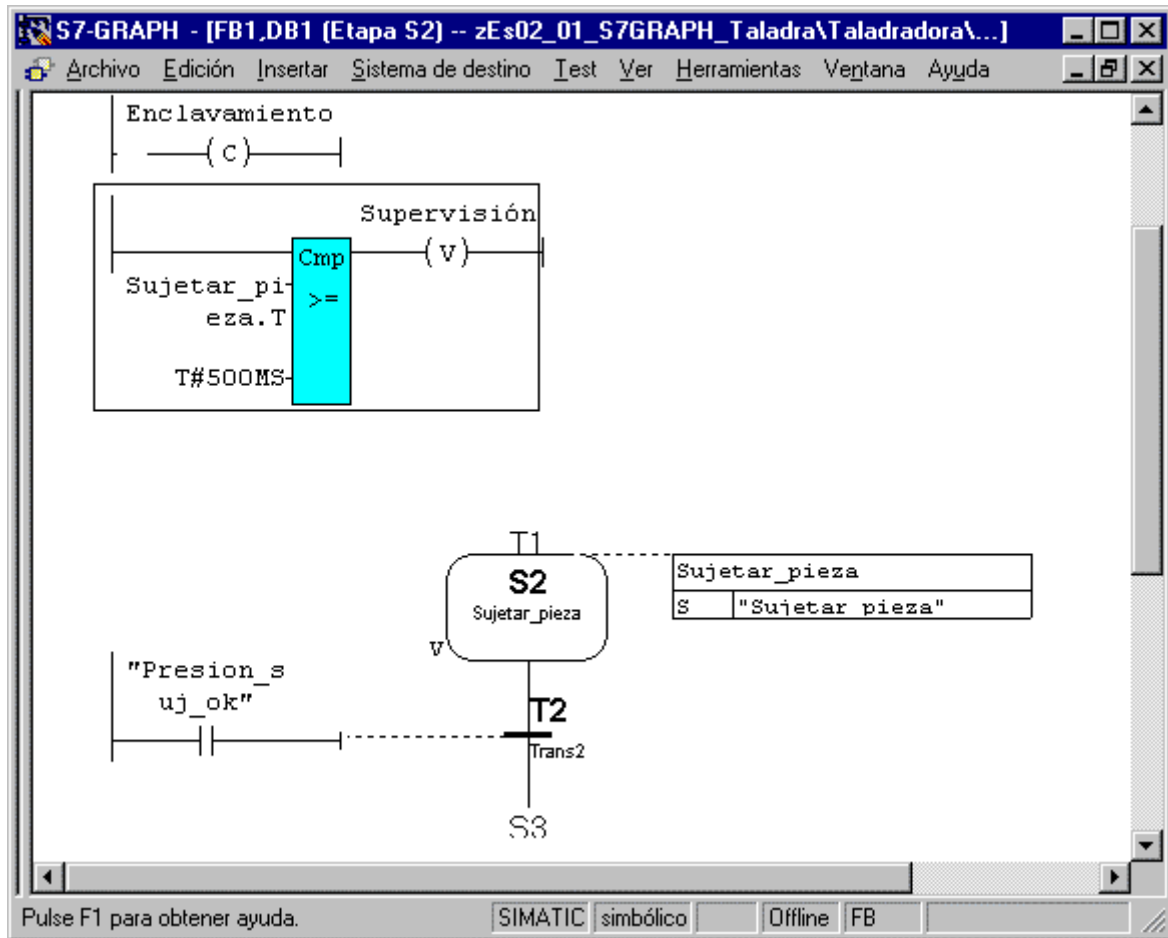 S7-GRAPH - [FB1,DB1 (Etapa S2) -- zEs02_01_S7GRAPH_Taladra\Taladradora\...]
Archivo Edición Insertar Sistema de destino Test Ver Herramientas Ventana Ayuda
Enclavamiento
( C )
Supervisión
Cmp
( V )
Sujetar_pi
>=
eza.T
T#500MS
T1
S2
Sujetar_pieza
V
Sujetar_pieza
S "Sujetar pieza"
"Presion_s
uj_ok"
T2
Trans2
S3
Pulse F1 para obtener ayuda. SIMATIC simbólico Offline FB